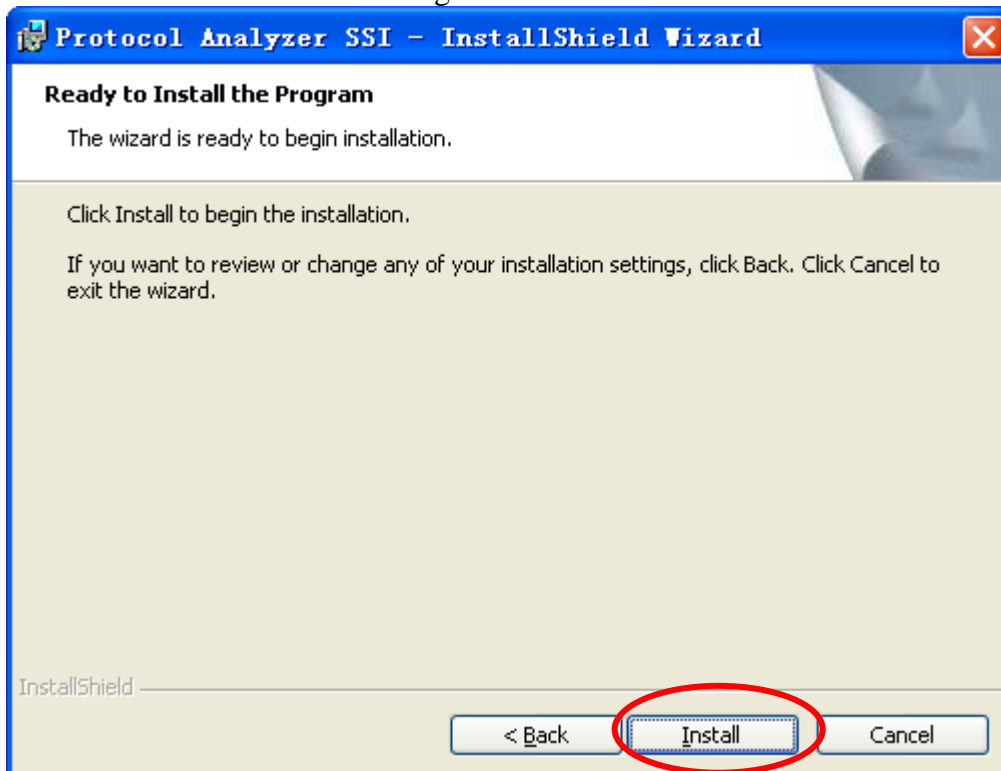 Protocol Analyzer SSI - InstallShield Wizard
Ready to Install the Program
The wizard is ready to begin installation.
Click Install to begin the installation.
If you want to review or change any of your installation settings, click Back. Click Cancel to
exit the wizard.
InstallShield
< Back Install Cancel